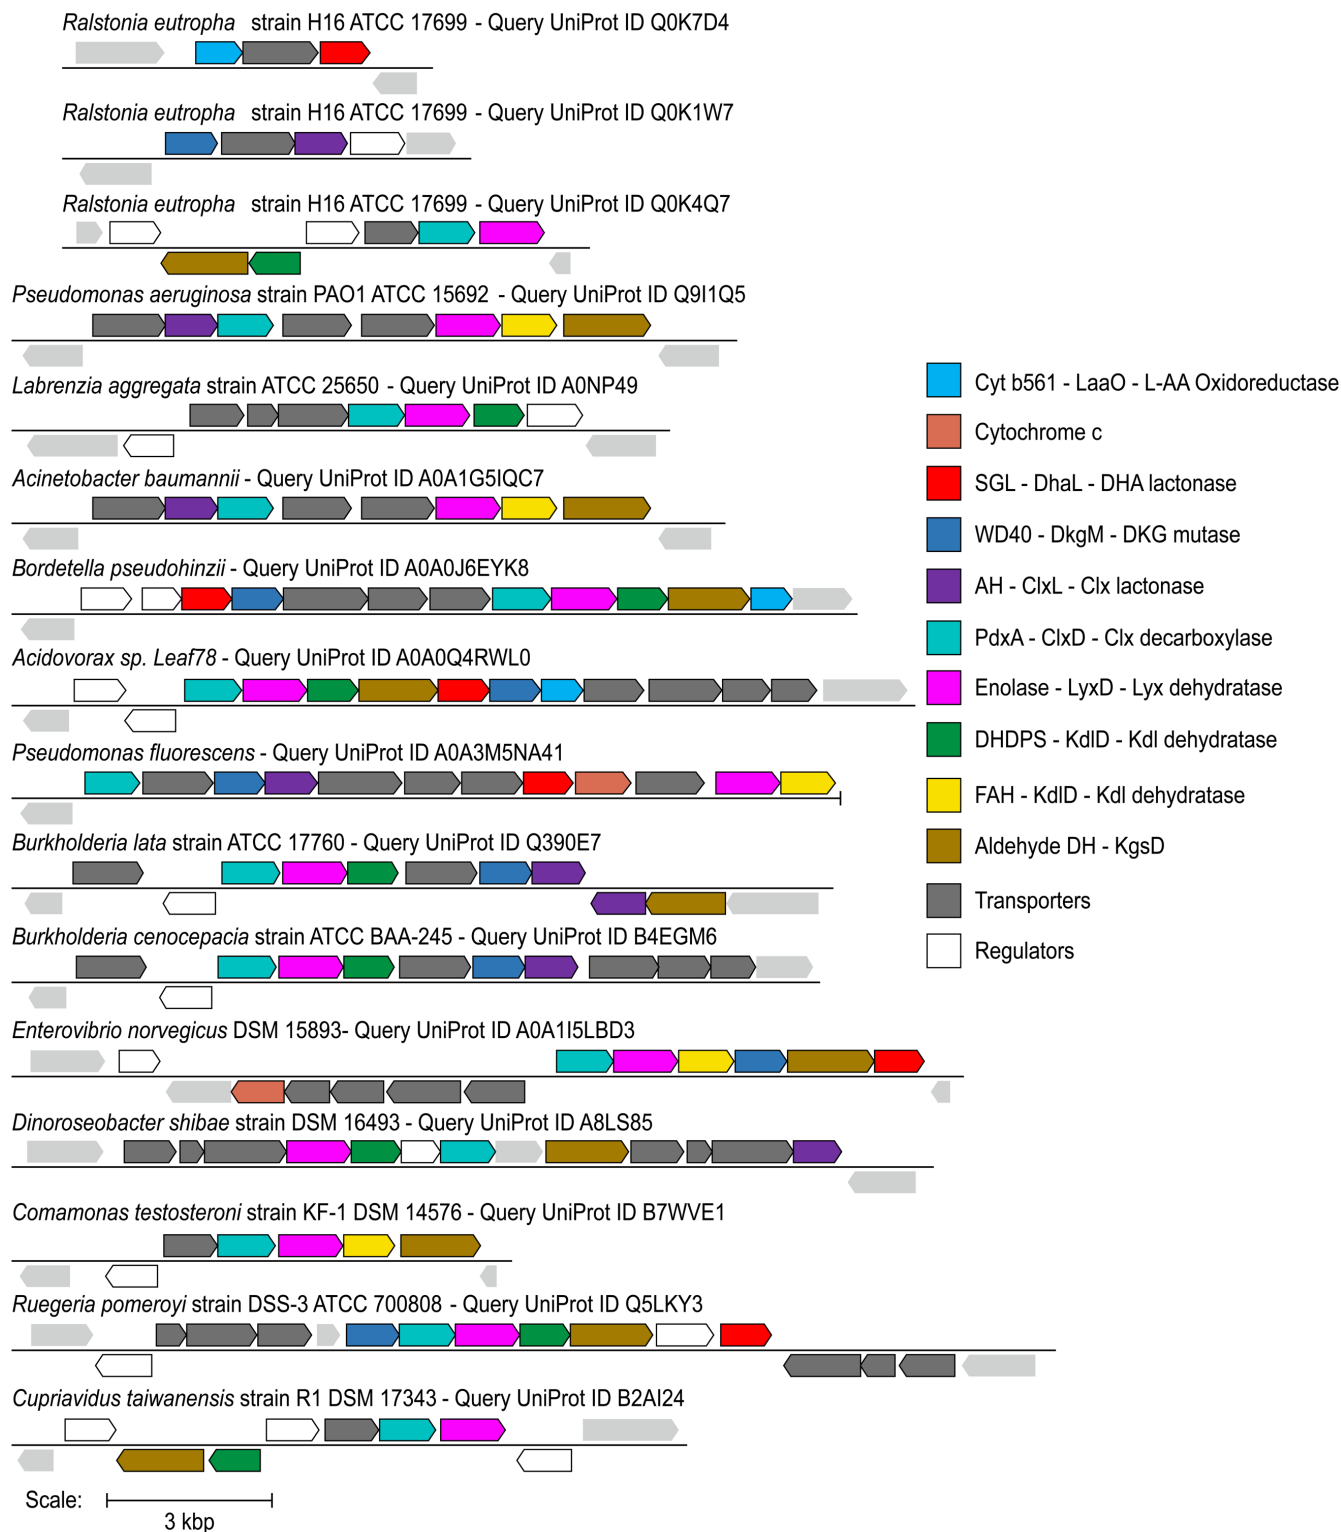 Ralstonia eutropha strain H16 ATCC 17699 - Query UniProt ID Q0K7D4
Ralstonia eutropha strain H16 ATCC 17699 - Query UniProt ID Q0K1W7
Ralstonia eutropha strain H16 ATCC 17699 - Query UniProt ID Q0K4Q7
Pseudomonas aeruginosa strain PAO1 ATCC 15692 - Query UniProt ID Q9I1Q5
Labrenzia aggregata strain ATCC 25650 - Query UniProt ID A0NP49
Acinetobacter baumannii - Query UniProt ID A0A1G5IQC7
Bordetella pseudohinzii - Query UniProt ID A0A0J6EYK8
Acidovorax sp. Leaf78 - Query UniProt ID A0A0Q4RWL0
Pseudomonas fluorescens - Query UniProt ID A0A3M5NA41
Burkholderia lata strain ATCC 17760 - Query UniProt ID Q390E7
Burkholderia cenocepacia strain ATCC BAA-245 - Query UniProt ID B4EGM6
Enterovibrio norvegicus DSM 15893- Query UniProt ID A0A1I5LBD3
Dinoroseobacter shibae strain DSM 16493 - Query UniProt ID A8LS85
Comamonas testosteroni strain KF-1 DSM 14576 - Query UniProt ID B7WVE1
Ruegeria pomeroyi strain DSS-3 ATCC 700808 - Query UniProt ID Q5LKY3
Cupriavidus taiwanensis strain R1 DSM 17343 - Query UniProt ID B2AI24
Scale:
3 kbp
Cyt b561 - LaaO - L-AA Oxidoreductase
Cytochrome c
SGL - DhaL - DHA lactonase
WD40 - DkgM - DKG mutase
AH - ClxL - Clx lactonase
PdxA - ClxD - Clx decarboxylase
Enolase - LyxD - Lyx dehydratase
DHDPS - KdlD - Kdl dehydratase
FAH - KdlD - Kdl dehydratase
Aldehyde DH - KgsD
Transporters
Regulators